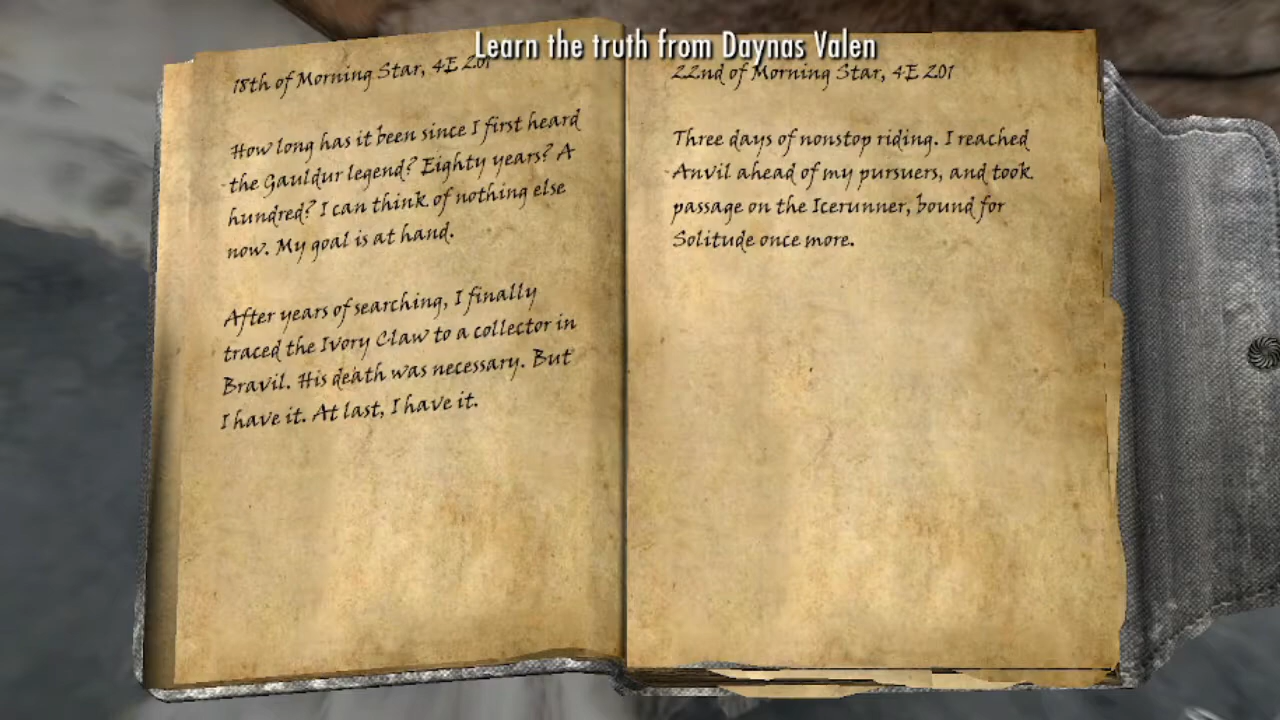 Learn the truth from Daynas Valen
18th of Morning Star, 4E 201
How long has it been since I first heard
the Gauldur legend? Eighty years? A
hundred? I can think of nothing else
now. My goal is at hand.
After years of searching, I finally
traced the Ivory Claw to a collector in
Bravil. His death was necessary. But
I have it. At last, I have it.
22nd of Morning Star, 4E 201
Three days of nonstop riding. I reached
Anvil ahead of my pursuers, and took
passage on the Icerunner, bound for
Solitude once more.